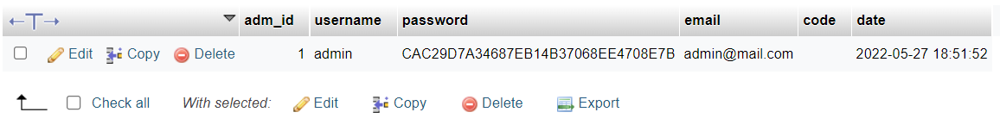 adm_id username password email code date
Edit Copy Delete 1 admin CAC29D7A34687EB14B37068EE4708E7B admin@mail.com 2022-05-27 18:51:52
Check all With selected: Edit Copy Delete Export